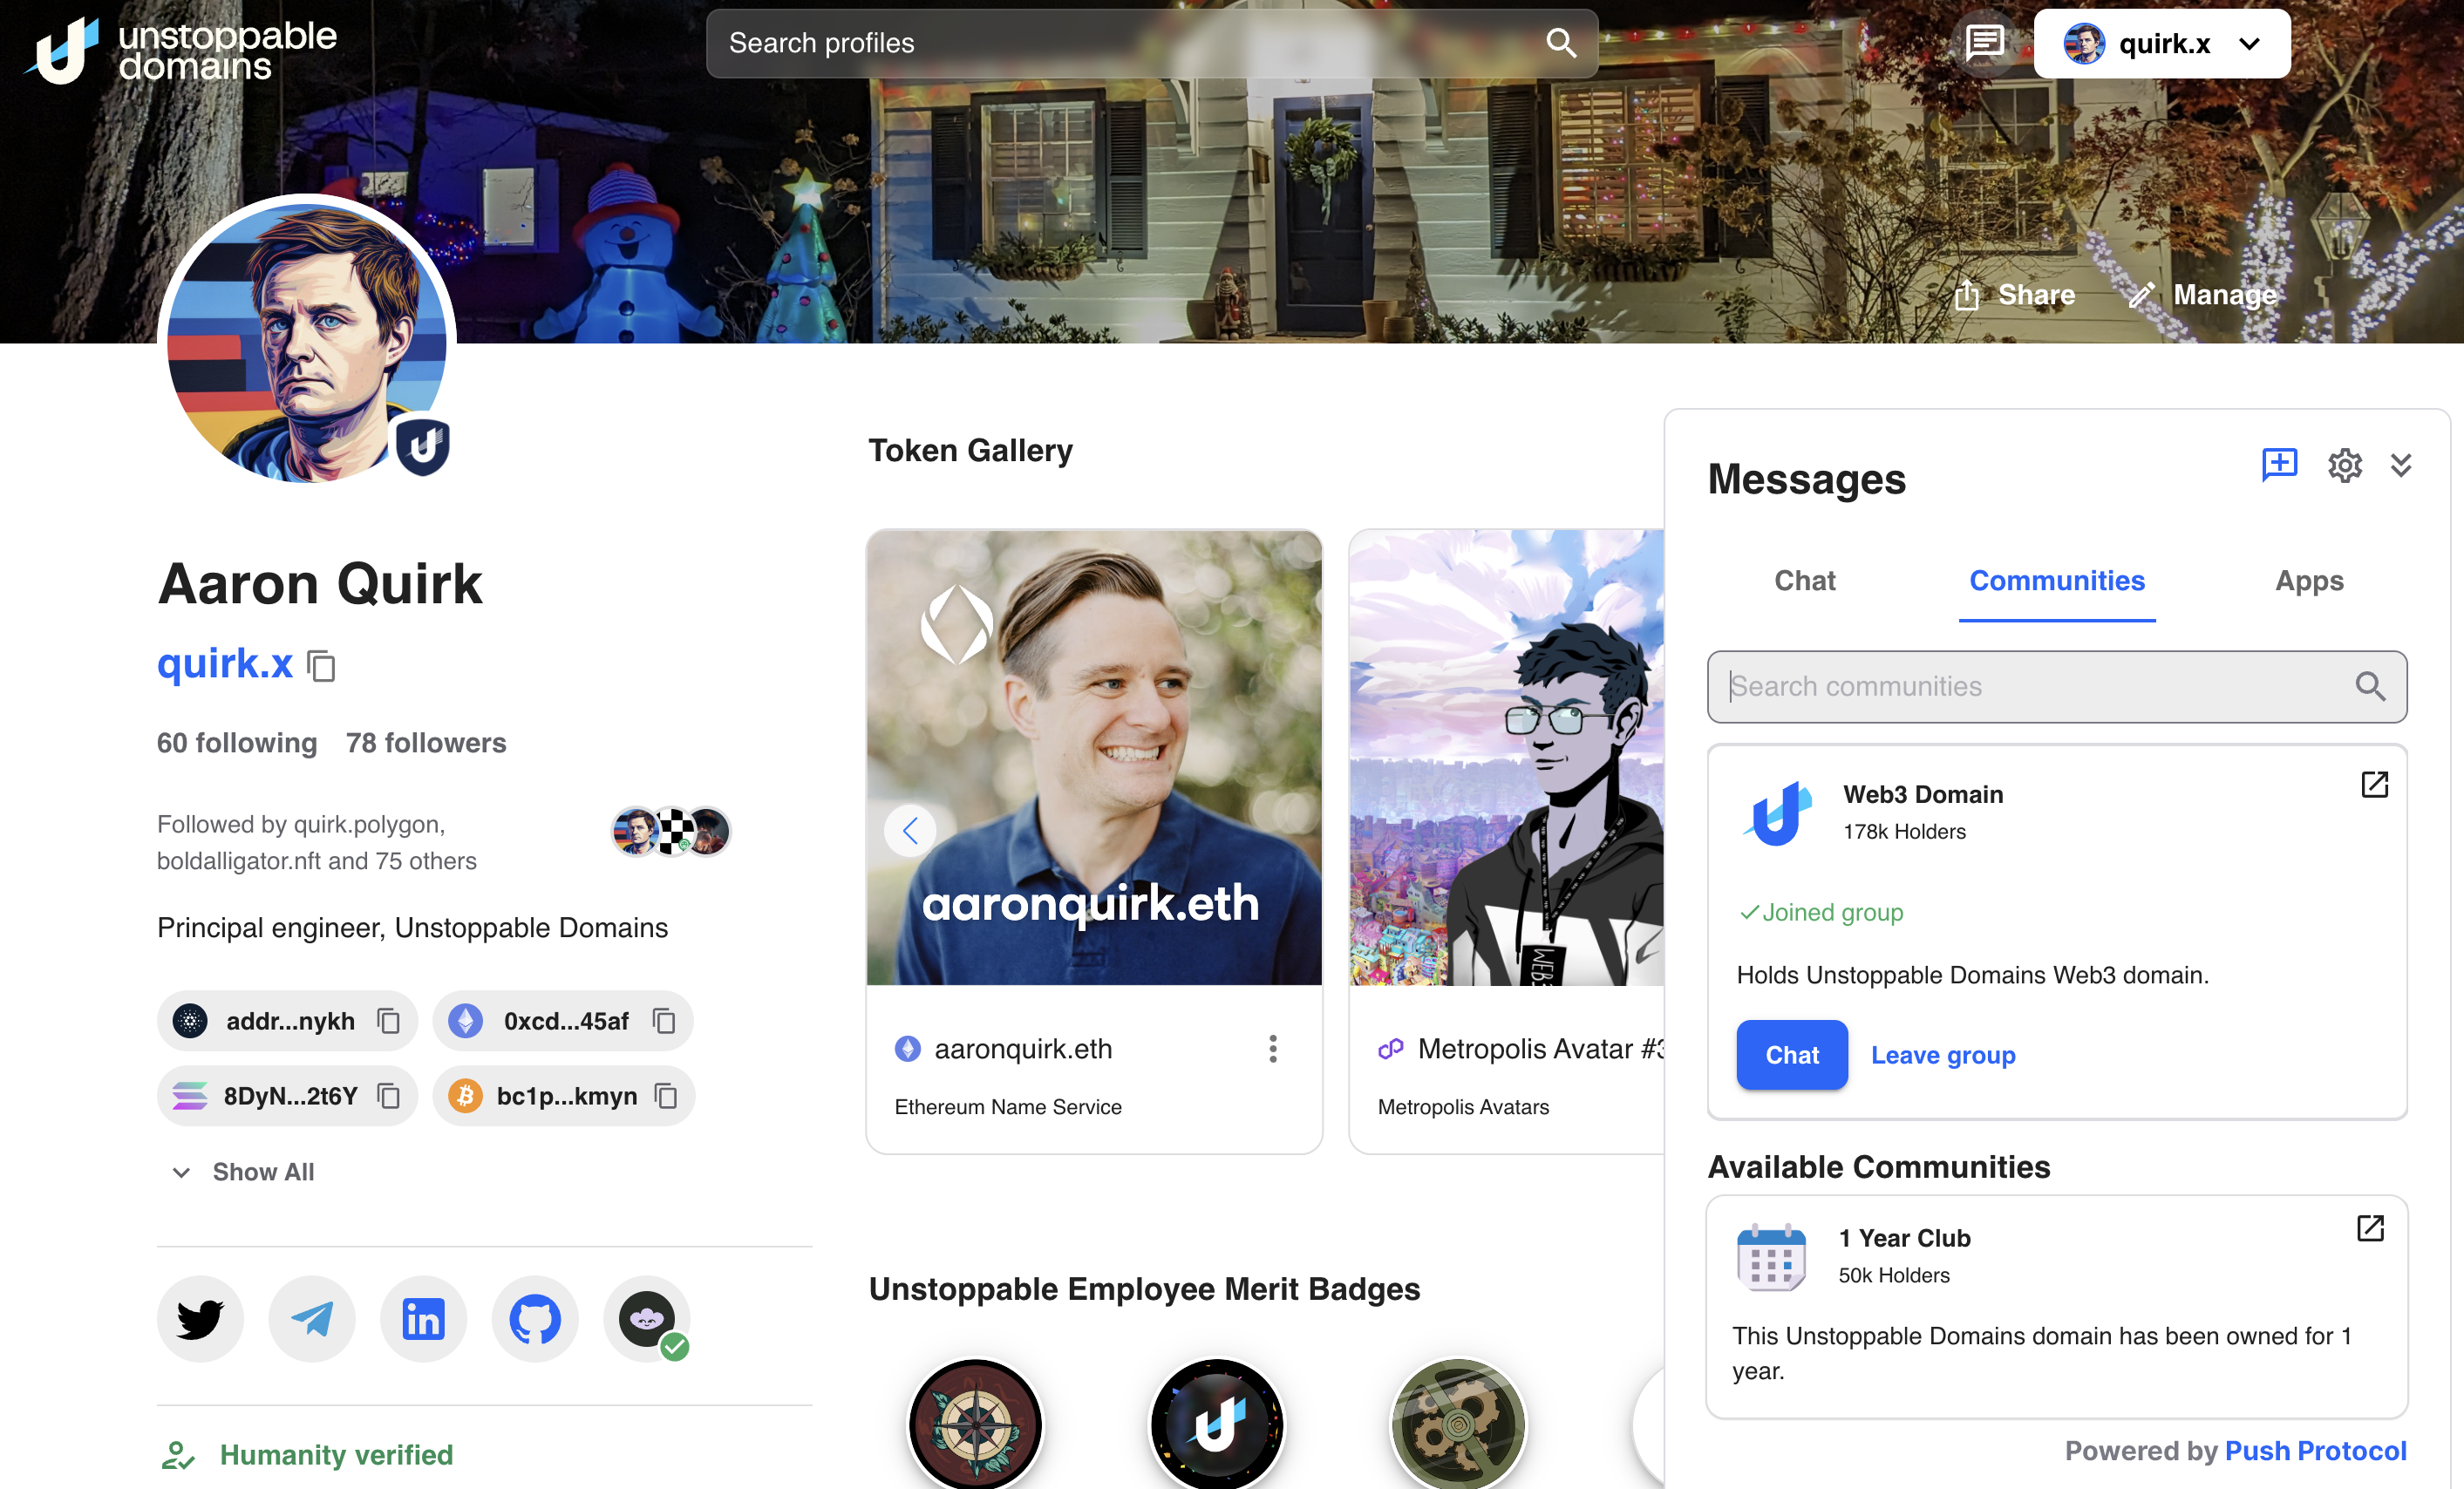 unstoppable
domains
Search profiles
quirk.x
Share
Manage
Aaron Quirk
quirk.x
60 following 78 followers
Followed by quirk.polygon,
boldalligator.nft and 75 others
Principal engineer, Unstoppable Domains
addr...nykh
0xcd...45af
8DyN...2t6Y
bc1p...kmyn
Show All
Humanity verified
Token Gallery
aaronquirk.eth
aaronquirk.eth
Ethereum Name Service
WEB
Metropolis Avatar #3
Metropolis Avatars
Unstoppable Employee Merit Badges
Messages
Chat
Communities
Apps
Search communities
Web3 Domain
178k Holders
Joined group
Holds Unstoppable Domains Web3 domain.
Chat
Leave group
Available Communities
1 Year Club
50k Holders
This Unstoppable Domains domain has been owned for 1
year.
Powered by Push Protocol